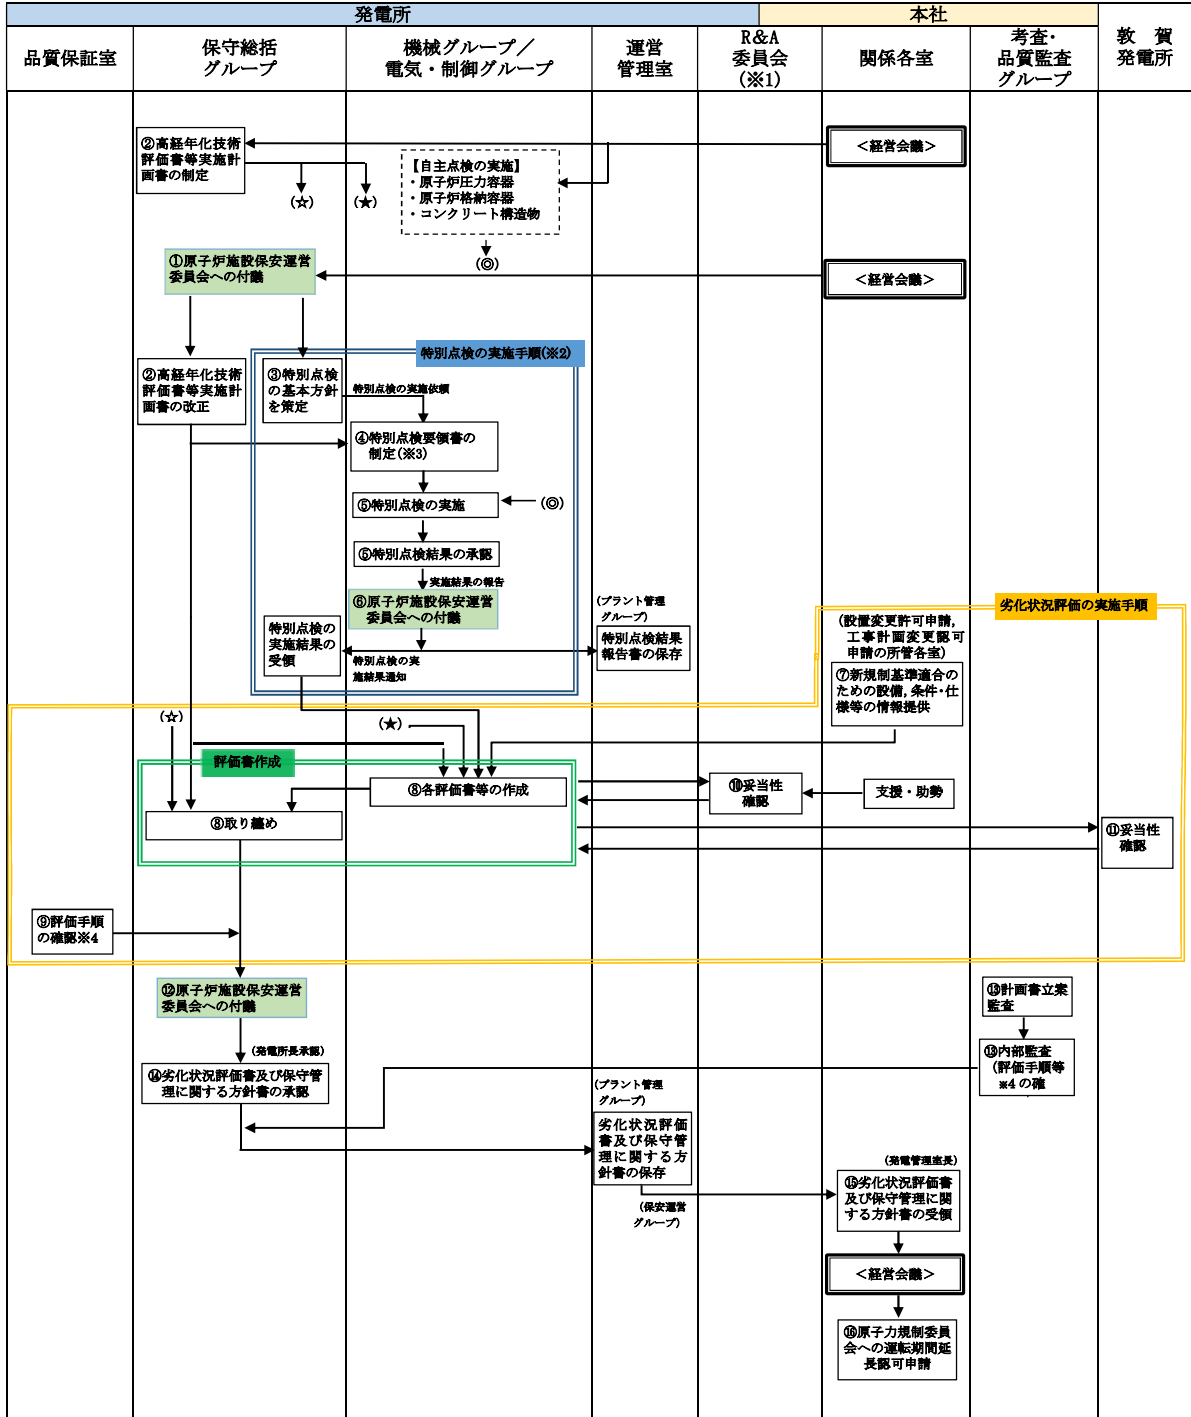 発電所
本社
品質保証室
保守総括
グループ
機械グループ／
電気・制御グループ
運営
管理室
R＆A
委員会
(※1)
関係各室
考査・
品質監査
グループ
敦　賀
発電所
②高経年化技術
評価書等実施計
画書の制定
(☆)
(★)
【自主点検の実施】
・原子炉圧力容器
・原子炉格納容器
・コンクリート構造物
(◎)
＜経営会議＞
①原子炉施設保安運営
委員会への付議
＜経営会議＞
特別点検の実施手順(※2)
②高経年化技術
評価書等実施計
画書の改正
③特別点検
の基本方針
を策定
特別点検の実施依頼
④特別点検要領書の
制定(※3)
⑤特別点検の実施
(◎)
⑤特別点検結果の承認
実施結果の報告
⑥原子炉施設保安運営
委員会への付議
特別点検の
実施結果の
受領
特別点検の実
施結果通知
(プラント管理
グループ)
特別点検結果
報告書の保存
劣化状況評価の実施手順
(設置変更許可申請,
工事計画変更認可
申請の所管各室)
⑦新規制基準適合の
ための設備,条件・仕
様等の情報提供
(☆)
(★)
評価書作成
⑧各評価書等の作成
⑧取り纏め
⑩妥当性
確認
支援・助勢
⑪妥当性
確認
⑨評価手順
の確認※4
⑫原子炉施設保安運営
委員会への付議
⑬計画書立案
監査
(発電所長承認)
⑭劣化状況評価書及び保守管
理に関する方針書の承認
⑬内部監査
(評価手順等
※4の確
(プラント管理
グループ)
劣化状況評価
書及び保守管
理に関する方
針書の保存
(保安運営
グループ)
(発電管理室長)
⑮劣化状況評価書
及び保守管理に関
する方針書の受領
＜経営会議＞
⑯原子力規制委員
会への運転期間延
長認可申請